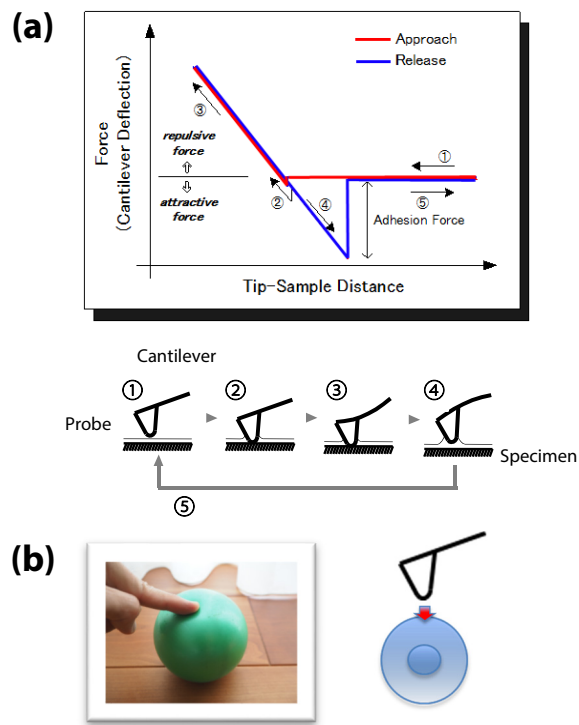 (a)
Approach
Release
Force
(Cantilever Deflection)
③
repulsive
force
attractive
force
①
②
④
⑤
Adhesion Force
Tip-Sample Distance
Cantilever
① ② ③ ④
Probe
Specimen
⑤
(b)